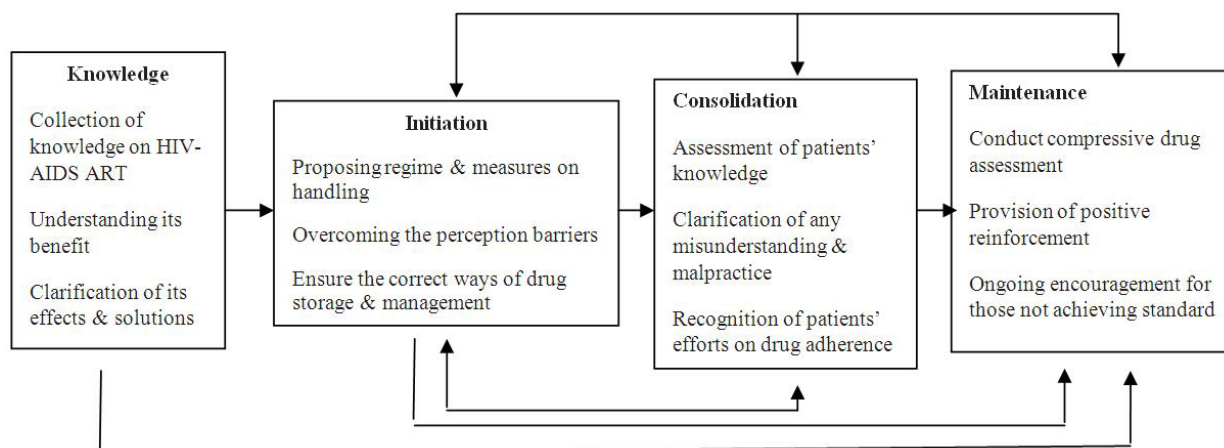 Knowledge
Collection of
knowledge on HIV-
AIDS ART
Understanding its
benefit
Clarification of its
effects & solutions
Initiation
Proposing regime & measures on
handling
Overcoming the perception barriers
Ensure the correct ways of drug
storage & management
Consolidation
Assessment of patients’
knowledge
Clarification of any
misunderstanding &
malpractice
Recognition of patients’
efforts on drug adherence
Maintenance
Conduct compressive drug
assessment
Provision of positive
reinforcement
Ongoing encouragement for
those not achieving standard